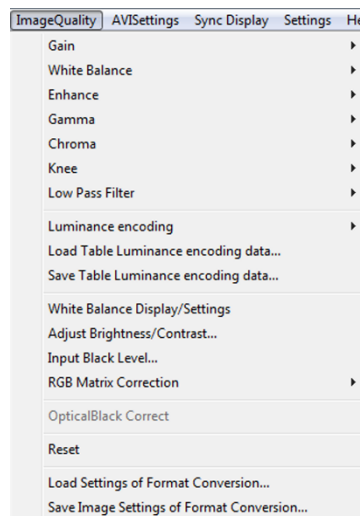 ImageQuality AVISettings Sync Display Settings
Gain
White Balance
Enhance
Gamma
Chroma
Knee
Low Pass Filter
Luminance encoding
Load Table Luminance encoding data...
Save Table Luminance encoding data...
White Balance Display/Settings
Adjust Brightness/Contrast...
Input Black Level...
RGB Matrix Correction
OpticalBlack Correct
Reset
Load Settings of Format Conversion...
Save Image Settings of Format Conversion...